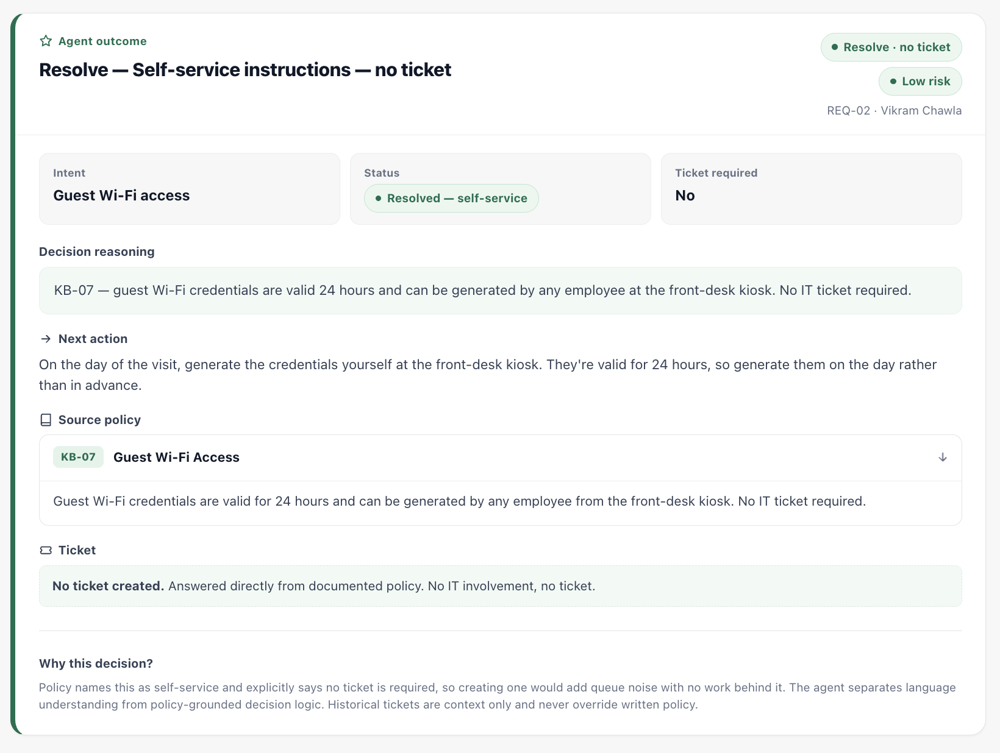 Agent outcome
Resolve — Self-service instructions — no ticket
Resolve · no ticket
Low risk
REQ-02 · Vikram Chawla
Intent
Guest Wi-Fi access
Status
Resolved — self-service
Ticket required
No
Decision reasoning
KB-07 — guest Wi-Fi credentials are valid 24 hours and can be generated by any employee at the front-desk kiosk. No IT ticket required.
Next action
On the day of the visit, generate the credentials yourself at the front-desk kiosk. They're valid for 24 hours, so generate them on the day rather
than in advance.
Source policy
KB-07 Guest Wi-Fi Access
Guest Wi-Fi credentials are valid for 24 hours and can be generated by any employee from the front-desk kiosk. No IT ticket required.
Ticket
No ticket created. Answered directly from documented policy. No IT involvement, no ticket.
Why this decision?
Policy names this as self-service and explicitly says no ticket is required, so creating one would add queue noise with no work behind it. The agent separates language
understanding from policy-grounded decision logic. Historical tickets are context only and never override written policy.